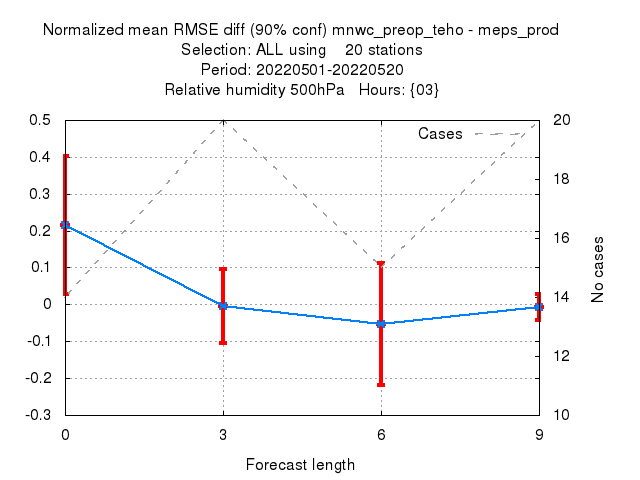 Normalized mean RMSE diff (90% conf) mnwc_preop_teho - meps_prod
Selection: ALL using 20 stations
Period: 20220501-20220520
Relative humidity 500hPa Hours: {03}
Cases
0.5
0.4
0.3
0.2
0.1
0
-0.1
-0.2
-0.3
20
18
16
14
12
10
No cases
0 3 6 9
Forecast length